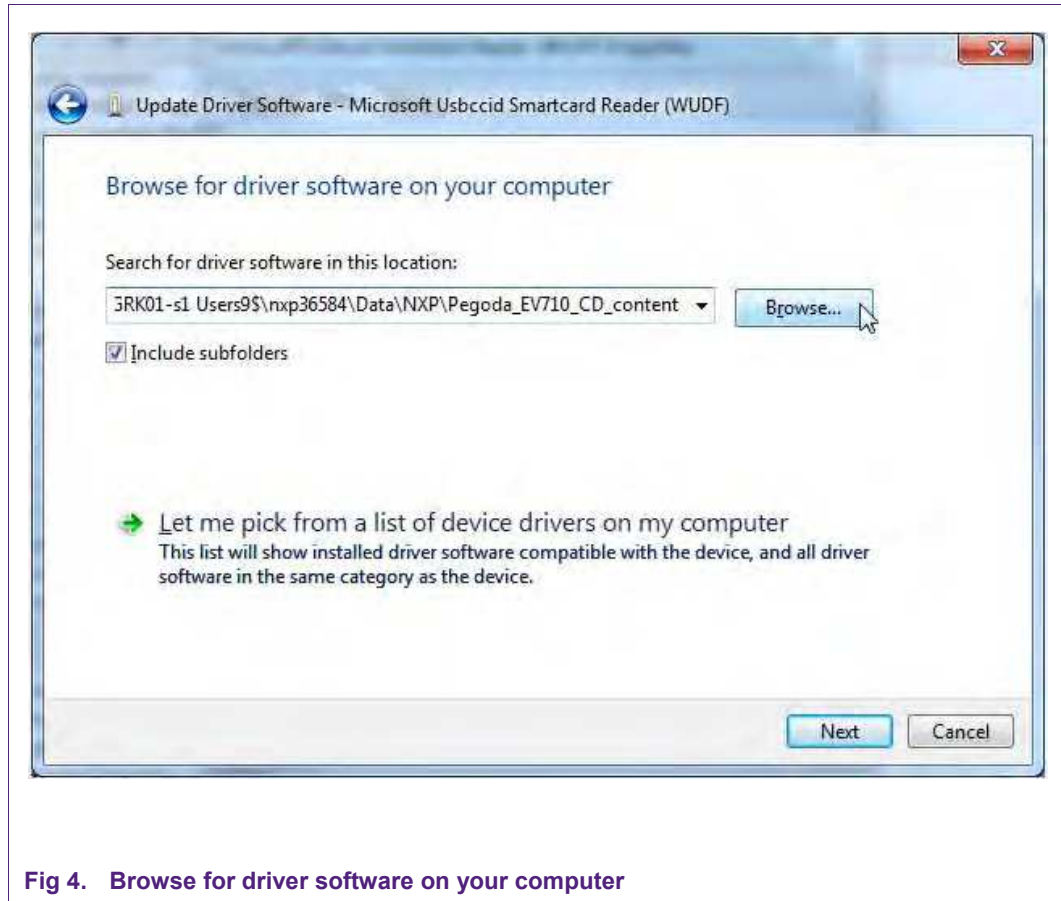 Update Driver Software - Microsoft Usbccid Smartcard Reader (WUDF)
Browse for driver software on your computer
Search for driver software in this location:
GRK01-s1 Users9$\nxp36584\Data\NXP\Pegoda_EV710_CD_content
Browse...
Include subfolders
Let me pick from a list of device drivers on my computer
This list will show installed driver software compatible with the device, and all driver
software in the same category as the device.
Next
Cancel
Fig 4. Browse for driver software on your computer